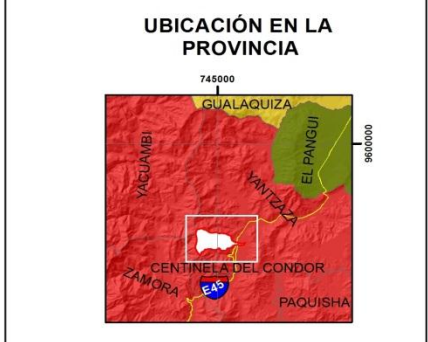 UBICACIÓN EN LA
PROVINCIA
745000
GUALAQUIZA
9600000
EL PANGUI
YACUAMBI
YANTZAZA
CENTINELA DEL CONDOR
ZAMORA
E45
PAQUISHA